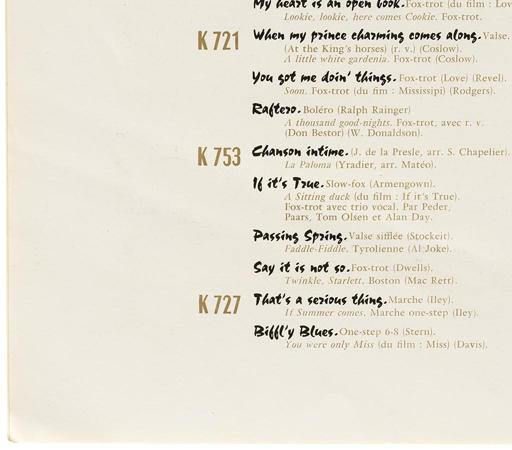 My heart is an open book. Fox-trot (du film : Lov
Lookie, lookie, here comes Cookie. Fox-trot.
K 721 When my prince charming comes along. Valse.
(At the King's horses) (r. v.) (Coslow).
A little white gardenia. Fox-trot (Coslow).
You got me doin' things. Fox-trot (Love) (Revel).
Soon. Fox-trot (du fim : Mississipi) (Rodgers).
Raftero. Boléro (Ralph Rainger)
A thousand good-nights. Fox-trot, avec r. v.
(Don Bestor) (W. Donaldson).
K 753 Chanson intime. (J. de la Presle, arr. S. Chapelier).
La Paloma (Yradier, arr. Matéo).
If it's True. Slow-fox (Armengown).
A Sitting duck (du film : If it's True).
Fox-trot avec trio vocal. Par Peder,
Paars, Tom Olsen et Alan Day.
Passing Spring. Valse sifflée (Stockeit).
Faddle-Fiddle. Tyrolienne (Al Joke).
Say it is not so. Fox-trot (Dwells).
Twinkle, Starlett. Boston (Mac Rett).
K 727 That's a serious thing. Marche (Iley).
If Summer comes. Marche one-step (Iley).
Biffl'y Blues. One-step 6-8 (Stern).
You were only Miss (du film : Miss) (Davis).